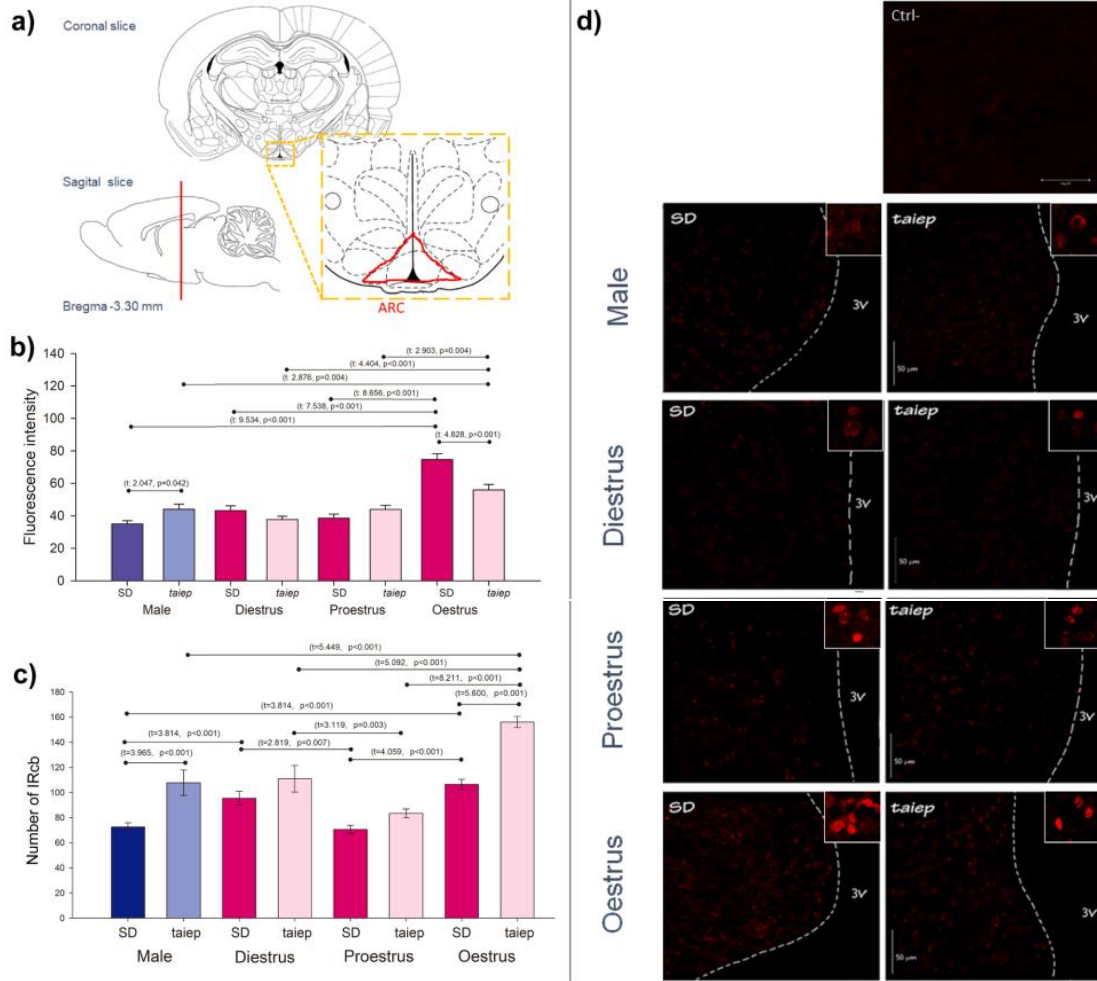 a)
Coronal slice
Sagital slice
Bregma -3.30 mm
ARC
b)
Fluorescence intensity
140
120
100
80
60
40
20
0
(t: 2.903, p=0.004)
(t: 4.404, p<0.001)
(t: 2.876, p=0.004)
(t: 8.656, p<0.001)
(t: 7.538, p<0.001)
(t: 9.534, p<0.001)
(t: 4.828, p<0.001)
(t: 2.047, p=0.042)
SD taiep SD taiep SD taiep SD taiep
Male Diestrus Proestrus Oestrus
c)
Number of IRcb
180
160
140
120
100
80
60
40
20
0
(t=5.449, p<0.001)
(t=5.092, p<0.001)
(t=8.211, p<0.001)
(t=3.814, p<0.001)
(t=5.600, p<0.001)
(t=3.814, p<0.001)
(t=3.119, p=0.003)
(t=2.819, p=0.007)
(t=4.059, p<0.001)
(t=3.965, p<0.001)
SD taiep SD taiep SD taiep SD taiep
Male Diestrus Proestrus Oestrus
d)
Ctrl-
Male
SD
3V
taiep
3V
50 µm
Diestrus
SD
3V
taiep
3V
50 µm
Proestrus
SD
3V
taiep
3V
50 µm
Oestrus
SD
3V
taiep
3V
50 µm